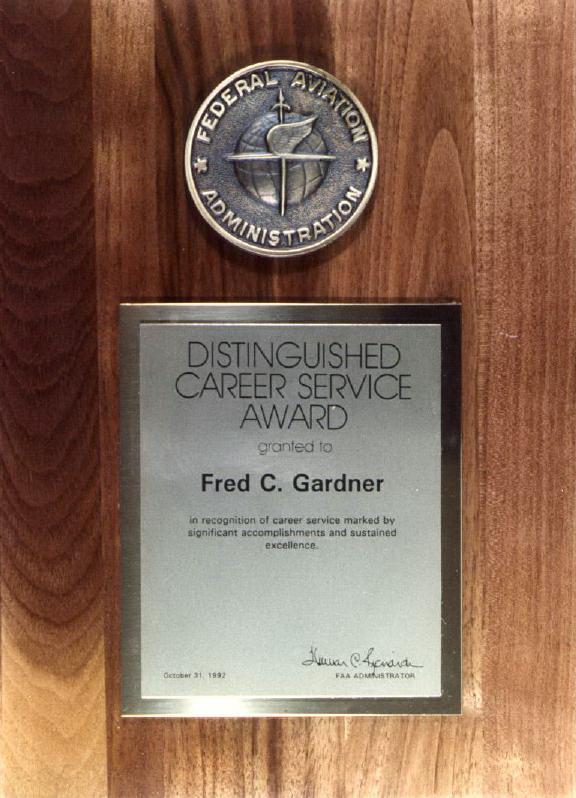 FEDERAL AVIATION
ADMINISTRATION
DISTINGUISHED
CAREER SERVICE
AWARD
granted to
Fred C. Gardner
in recognition of career service marked by
significant accomplishments and sustained
excellence.
October 31, 1992
FAA ADMINISTRATOR